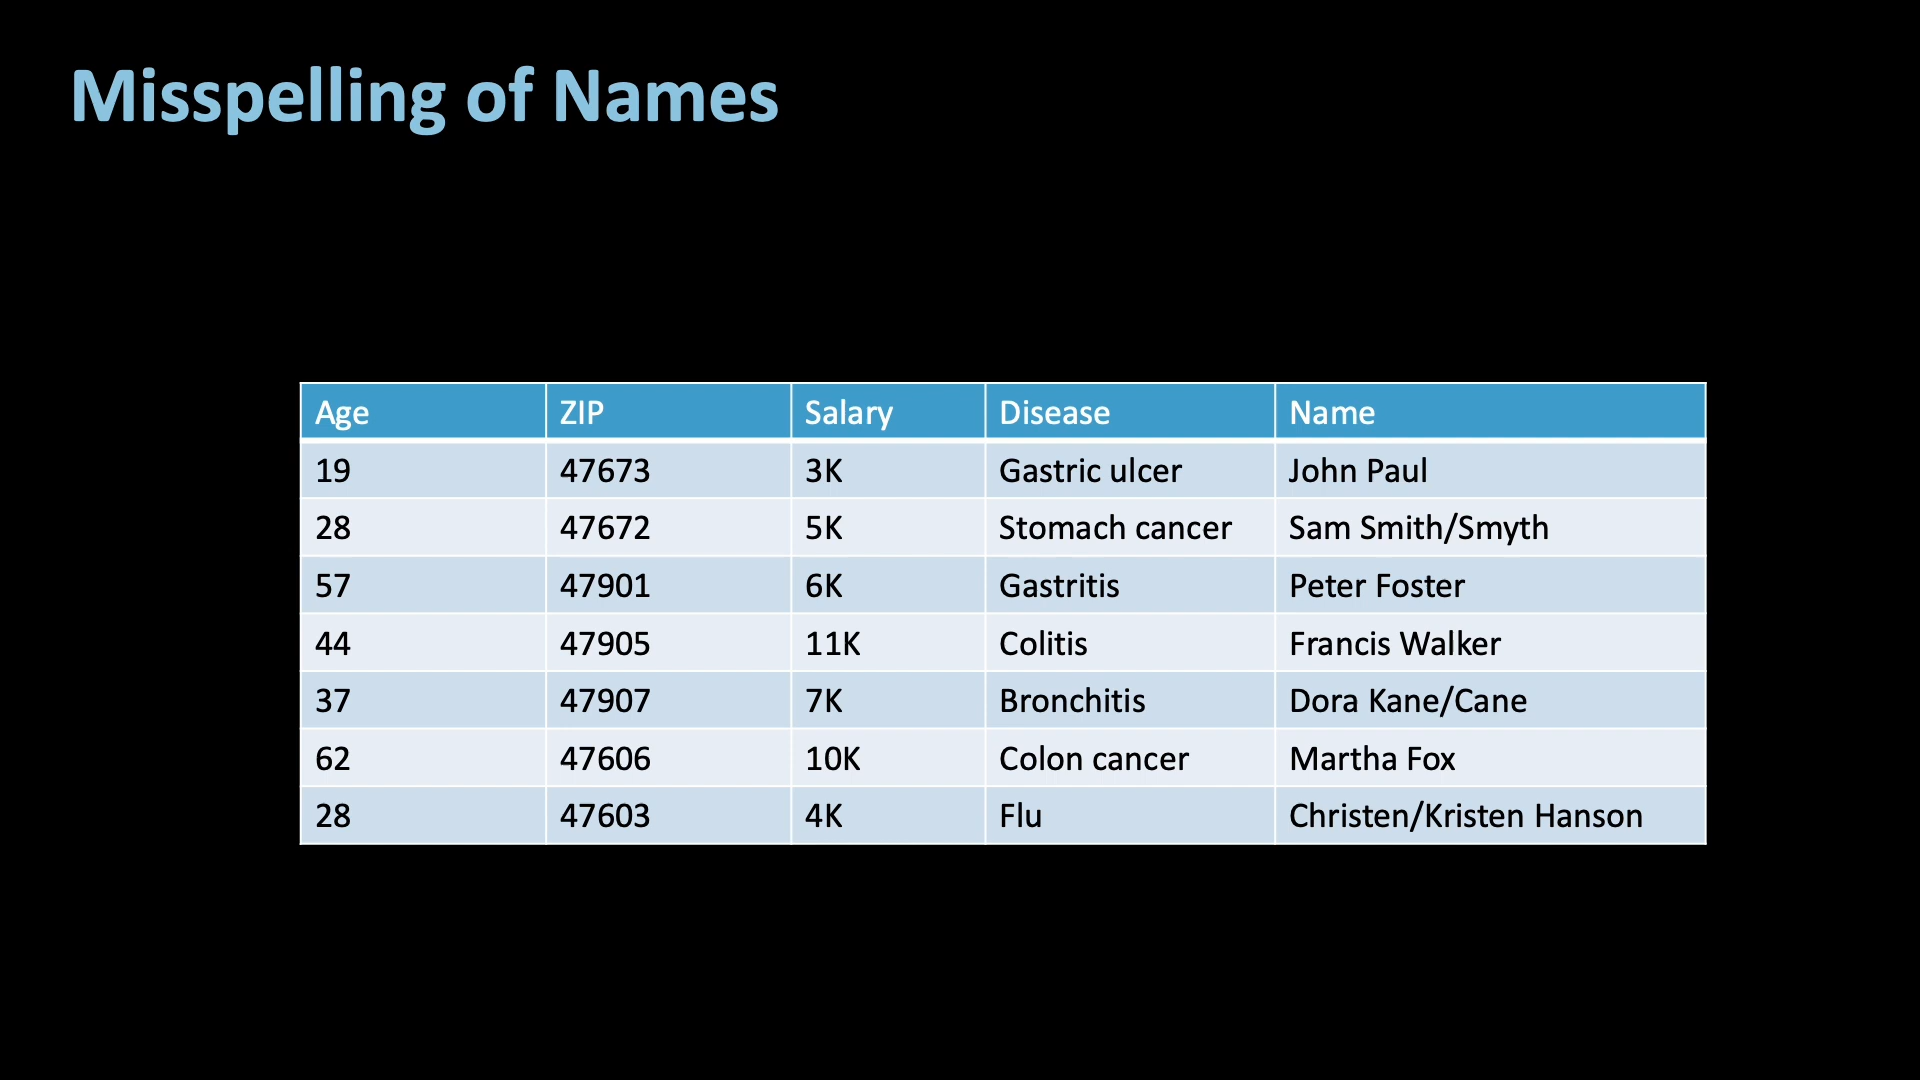 Misspelling of Names
Age ZIP Salary Disease Name
19 47673 3K Gastric ulcer John Paul
28 47672 5K Stomach cancer Sam Smith/Smyth
57 47901 6K Gastritis Peter Foster
44 47905 11K Colitis Francis Walker
37 47907 7K Bronchitis Dora Kane/Cane
62 47606 10K Colon cancer Martha Fox
28 47603 4K Flu Christen/Kristen Hanson